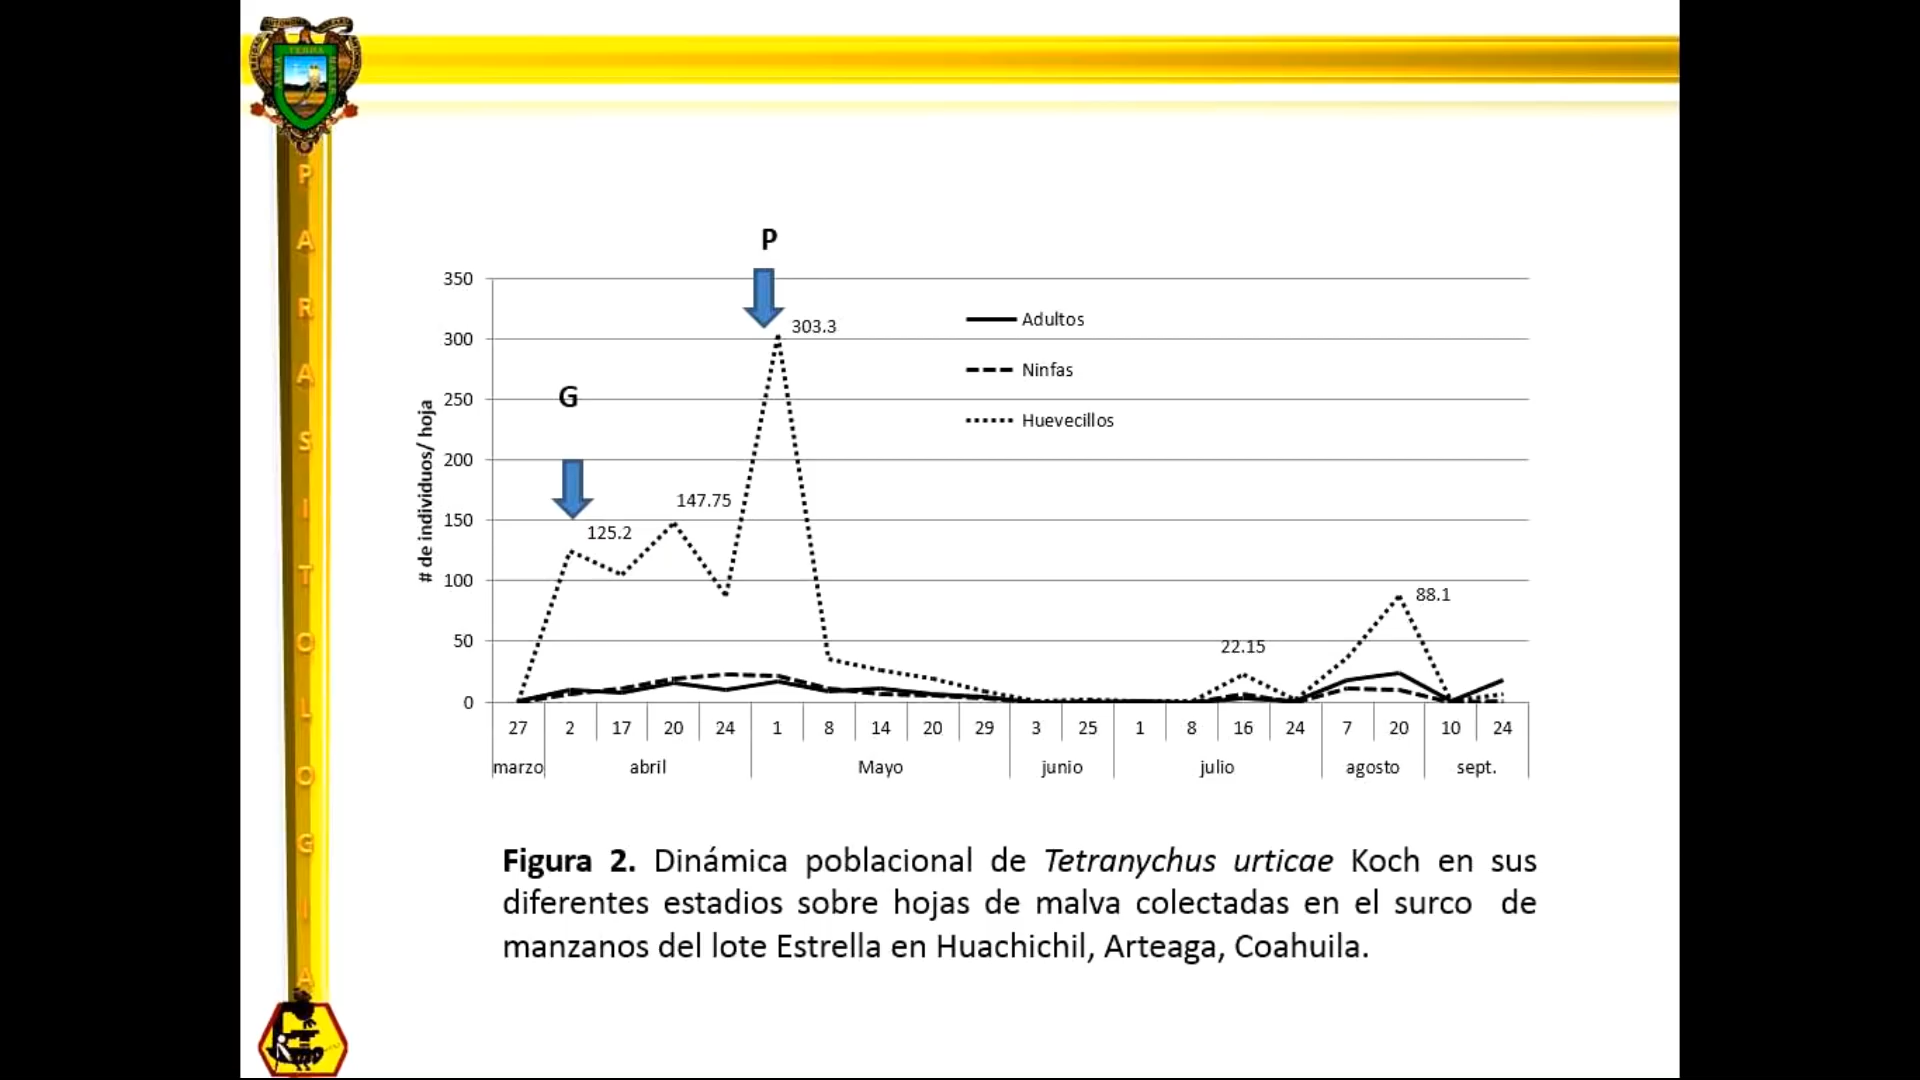 TERRA
PARASITOLOGIA
P
350
303.3
Adultos
300
Ninfas
G
250
Huevecillos
200
147.75
150
125.2
100
88.1
50
22.15
0
# de individuos/ hoja
27 2 17 20 24 1 8 14 20 29 3 25 1 8 16 24 7 20 10 24
marzo abril Mayo junio julio agosto sept.
Figura 2. Dinámica poblacional de Tetranychus urticae Koch en sus
diferentes estadios sobre hojas de malva colectadas en el surco de
manzanos del lote Estrella en Huachichil, Arteaga, Coahuila.